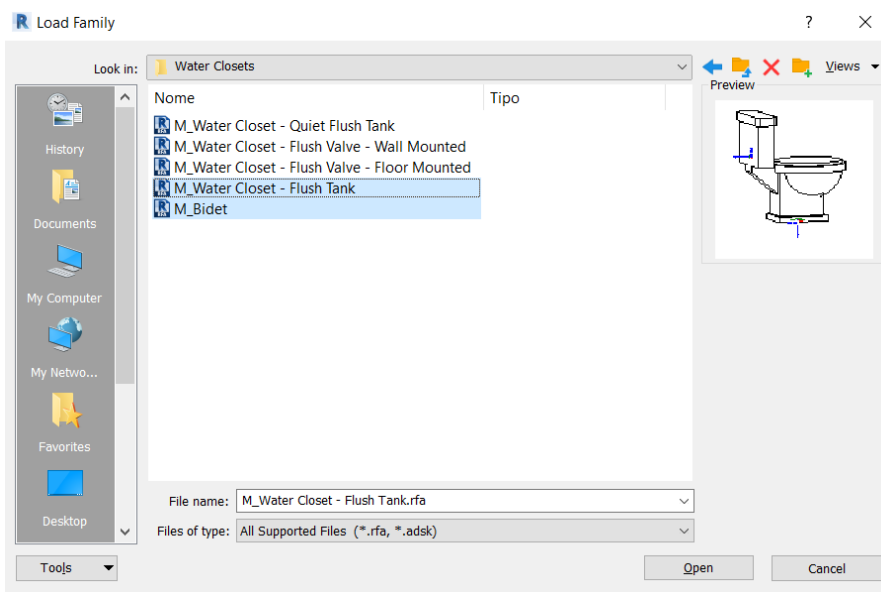 Load Family
?
Look in:
Water Closets
Views
Preview
Nome
Tipo
M_Water Closet - Quiet Flush Tank
M_Water Closet - Flush Valve - Wall Mounted
M_Water Closet - Flush Valve - Floor Mounted
M_Water Closet - Flush Tank
M_Bidet
History
Documents
My Computer
My Netwo...
Favorites
Desktop
File name:
M_Water Closet - Flush Tank.rfa
Files of type:
All Supported Files (*.rfa, *.adsk)
Tools
Open
Cancel